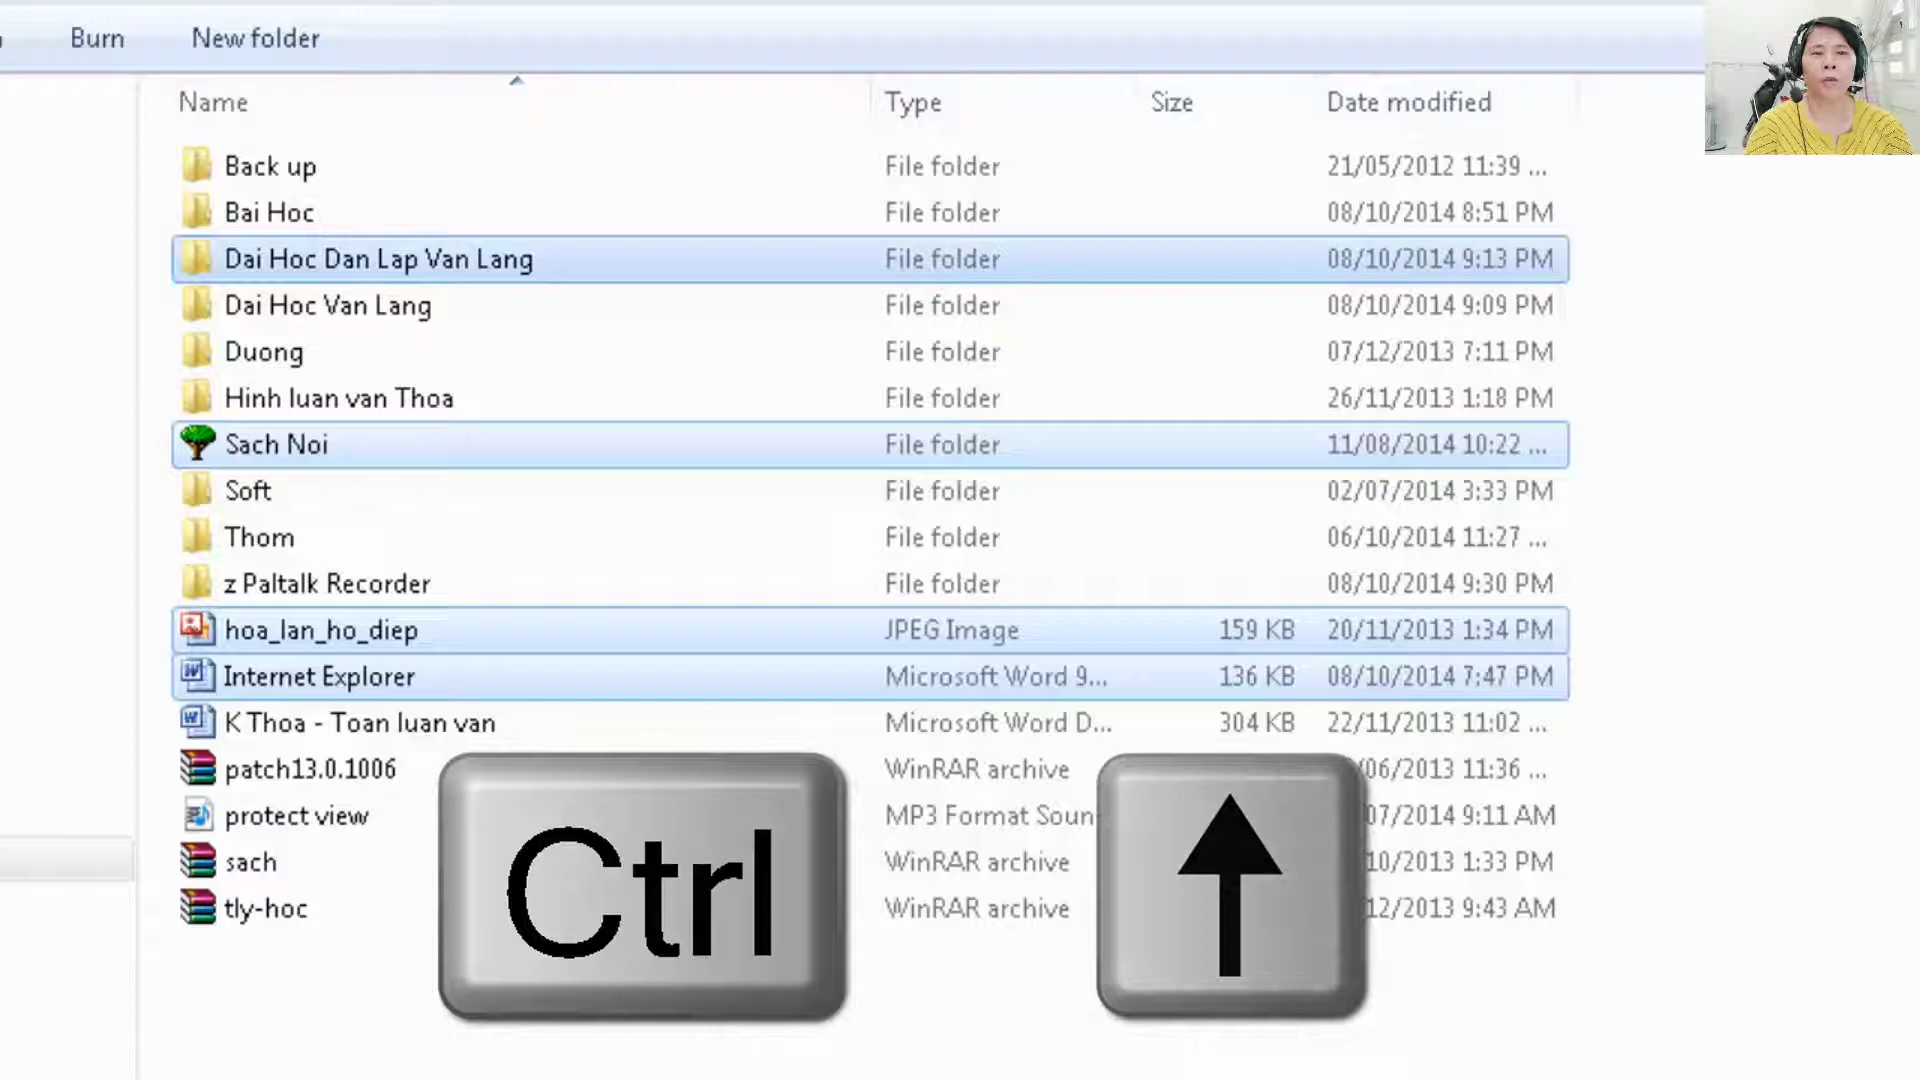 Burn New folder
Name Type Size Date modified
Back up File folder 21/05/2012 11:39 ...
Bai Hoc File folder 08/10/2014 8:51 PM
Dai Hoc Dan Lap Van Lang File folder 08/10/2014 9:13 PM
Dai Hoc Van Lang File folder 08/10/2014 9:09 PM
Duong File folder 07/12/2013 7:11 PM
Hinh luan van Thoa File folder 26/11/2013 1:18 PM
Sach Noi File folder 11/08/2014 10:22 ...
Soft File folder 02/07/2014 3:33 PM
Thom File folder 06/10/2014 11:27 ...
z Paltalk Recorder File folder 08/10/2014 9:30 PM
hoa_lan_ho_diep JPEG Image 159 KB 20/11/2013 1:34 PM
Internet Explorer Microsoft Word 9... 136 KB 08/10/2014 7:47 PM
K Thoa - Toan luan van Microsoft Word D... 304 KB 22/11/2013 11:02 ...
patch13.0.1006 WinRAR archive /06/2013 11:36 ...
protect view MP3 Format Soun 07/2014 9:11 AM
sach WinRAR archive 10/2013 1:33 PM
tly-hoc WinRAR archive 12/2013 9:43 AM
Ctrl